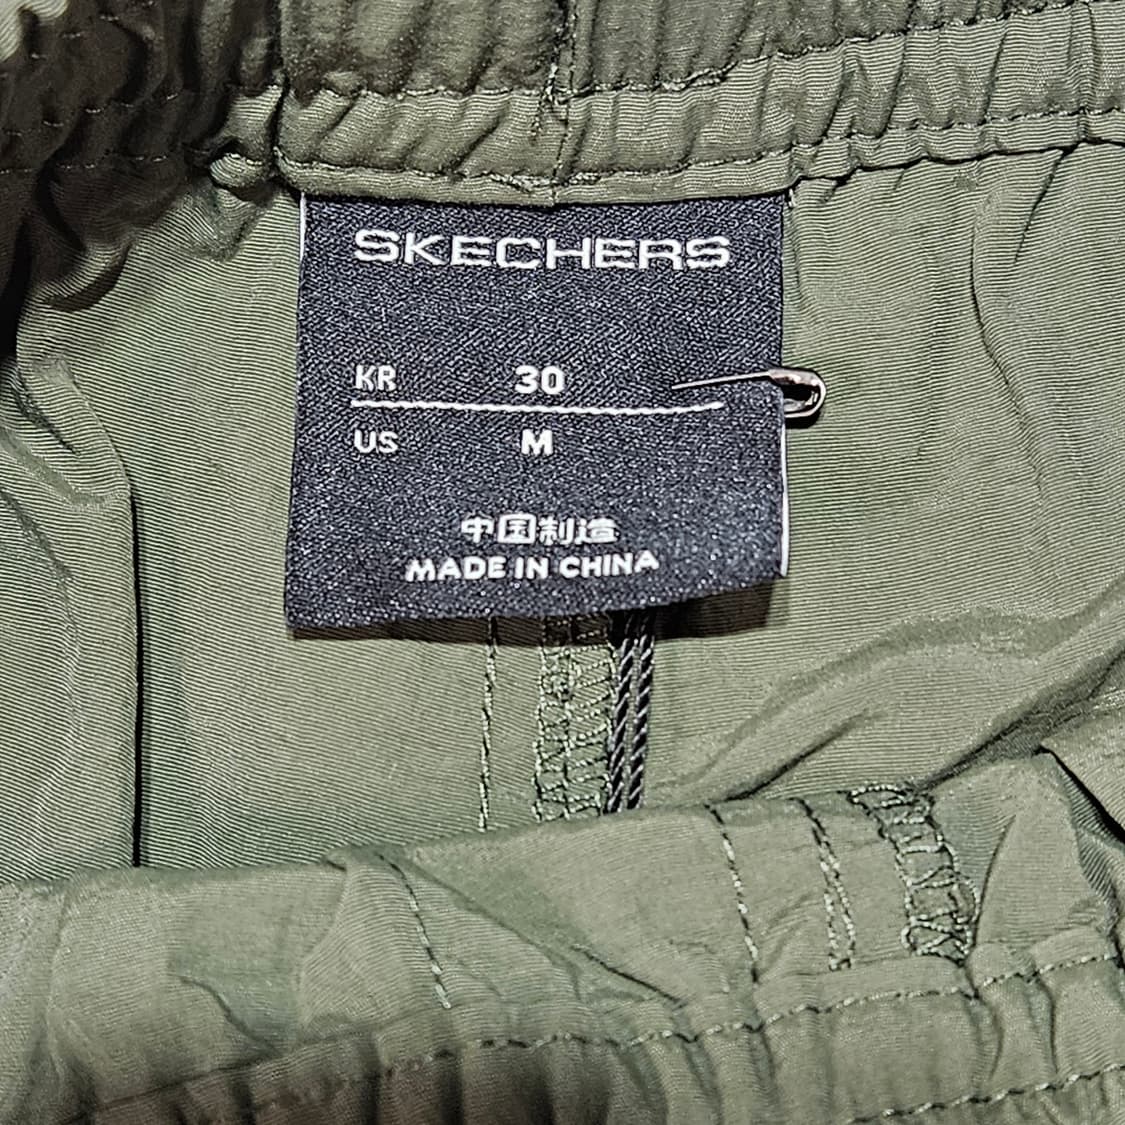 SKECHERS
KR 30
US M
中国制造
MADE IN CHINA